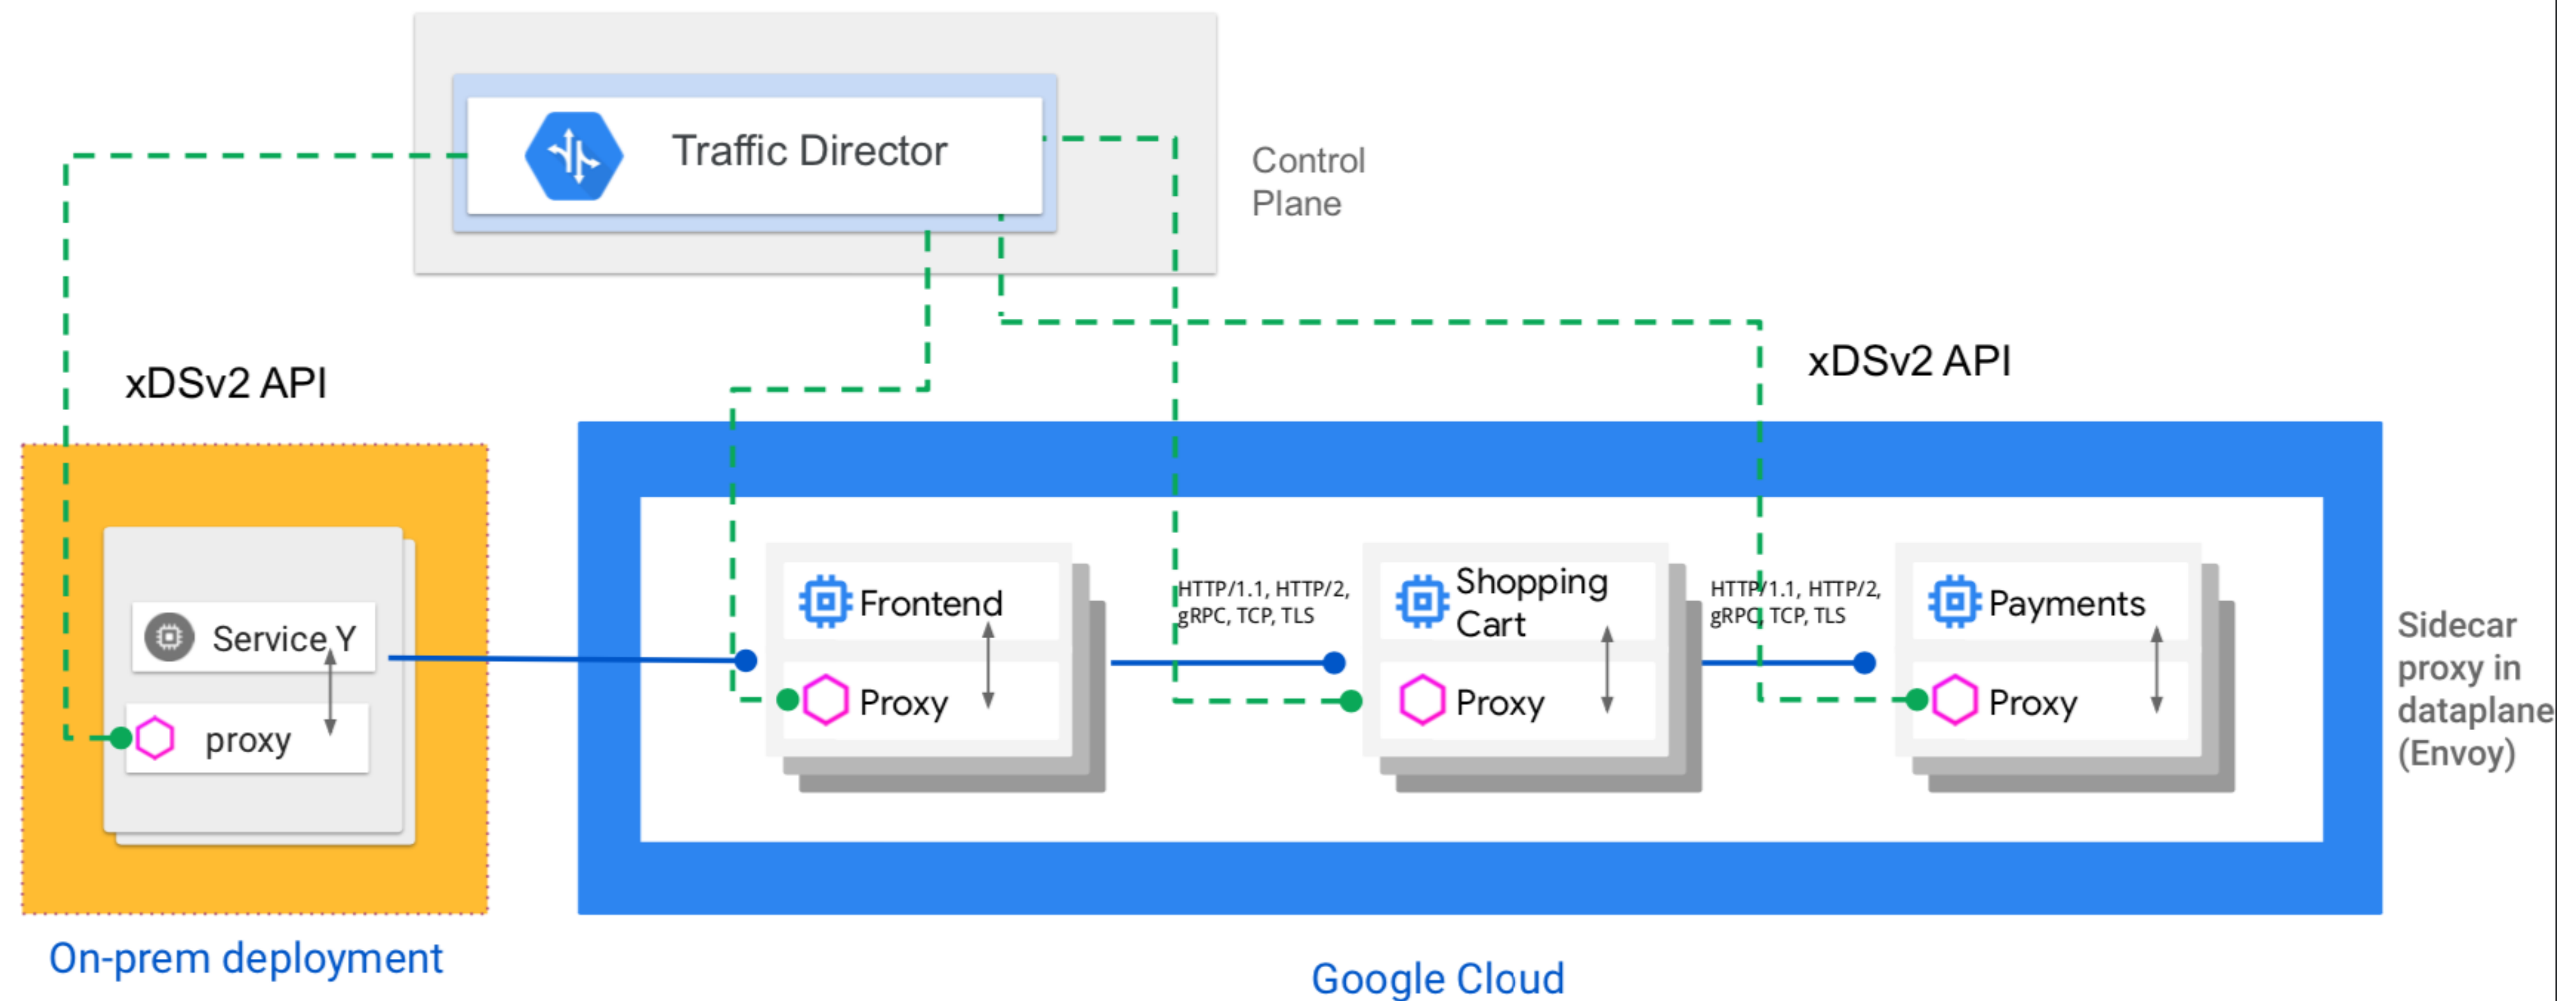 Traffic Director
Control
Plane
xDSv2 API
xDSv2 API
Service Y
proxy
Frontend
Proxy
HTTP/1.1, HTTP/2,
gRPC, TCP, TLS
Shopping
Cart
Proxy
HTTP/1.1, HTTP/2,
gRPC, TCP, TLS
Payments
Proxy
Sidecar
proxy in
dataplane
(Envoy)
On-prem deployment
Google Cloud